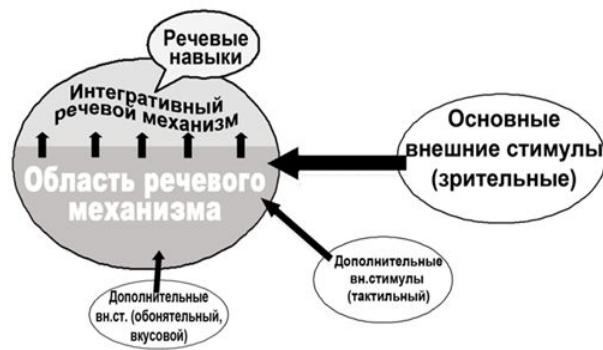 Речевые
навыки
Интегративный
речевой механизм
Область речевого
механизма
Основные
внешние стимулы
(зрительные)
Дополнительные
вн.стимулы
(тактильный)
Дополнительные
вн.ст. (обонятельный,
вкусовой)